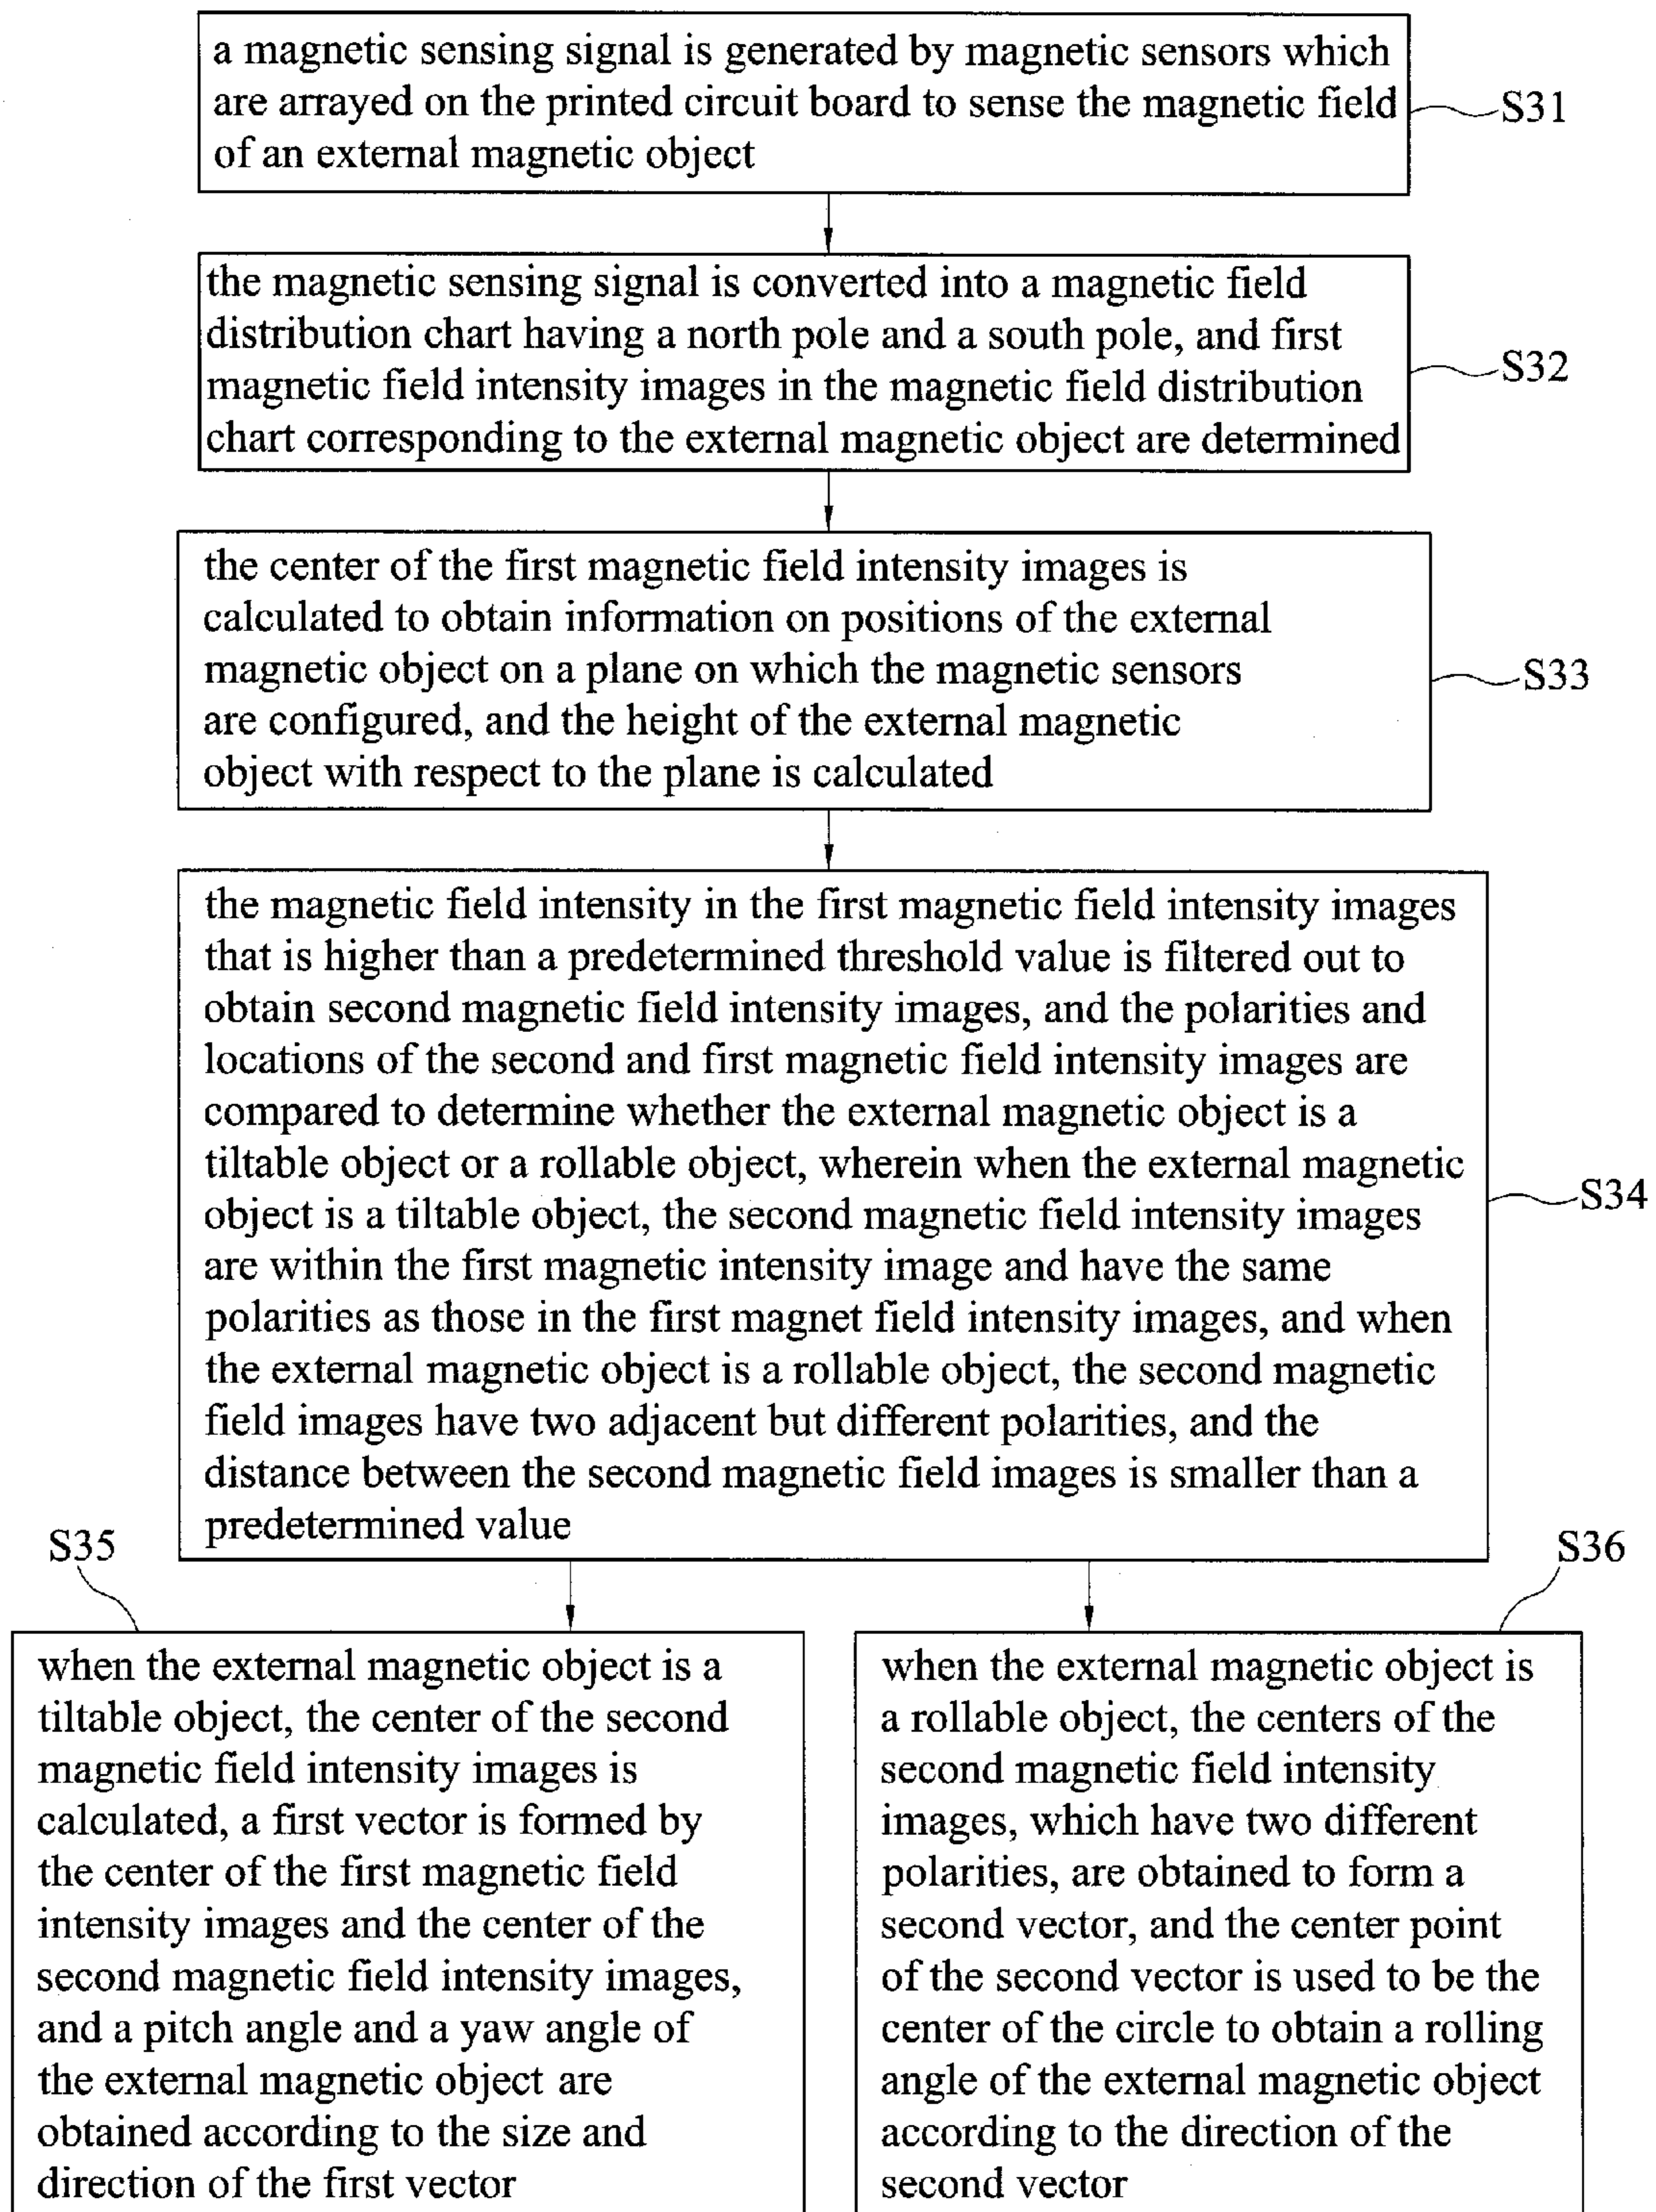 a magnetic sensing signal is generated by magnetic sensors which
are arrayed on the printed circuit board to sense the magnetic field
of an external magnetic object
S31
the magnetic sensing signal is converted into a magnetic field
distribution chart having a north pole and a south pole, and first
magnetic field intensity images in the magnetic field distribution
chart corresponding to the external magnetic object are determined
S32
the center of the first magnetic field intensity images is
calculated to obtain information on positions of the external
magnetic object on a plane on which the magnetic sensors
are configured, and the height of the external magnetic
object with respect to the plane is calculated
S33
the magnetic field intensity in the first magnetic field intensity images
that is higher than a predetermined threshold value is filtered out to
obtain second magnetic field intensity images, and the polarities and
locations of the second and first magnetic field intensity images are
compared to determine whether the external magnetic object is a
tiltable object or a rollable object, wherein when the external magnetic
object is a tiltable object, the second magnetic field intensity images
are within the first magnetic intensity image and have the same
polarities as those in the first magnet field intensity images, and when
the external magnetic object is a rollable object, the second magnetic
field images have two adjacent but different polarities, and the
distance between the second magnetic field images is smaller than a
predetermined value
S34
S35
when the external magnetic object is a
tiltable object, the center of the second
magnetic field intensity images is
calculated, a first vector is formed by
the center of the first magnetic field
intensity images and the center of the
second magnetic field intensity images,
and a pitch angle and a yaw angle of
the external magnetic object are
obtained according to the size and
direction of the first vector
S36
when the external magnetic object is
a rollable object, the centers of the
second magnetic field intensity
images, which have two different
polarities, are obtained to form a
second vector, and the center point
of the second vector is used to be the
center of the circle to obtain a rolling
angle of the external magnetic object
according to the direction of the
second vector